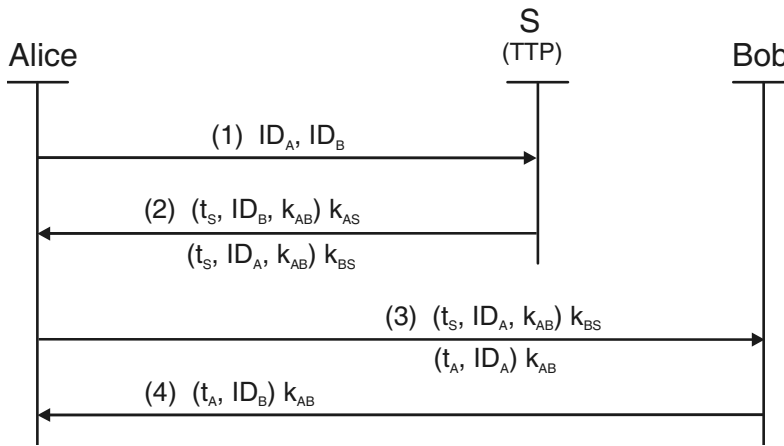 S
Alice
(TTP)
Bob
(1) ID_A, ID_B
(2) (t_S, ID_B, k_AB) k_AS
(t_S, ID_A, k_AB) k_BS
(3) (t_S, ID_A, k_AB) k_BS
(t_A, ID_A) k_AB
(4) (t_A, ID_B) k_AB